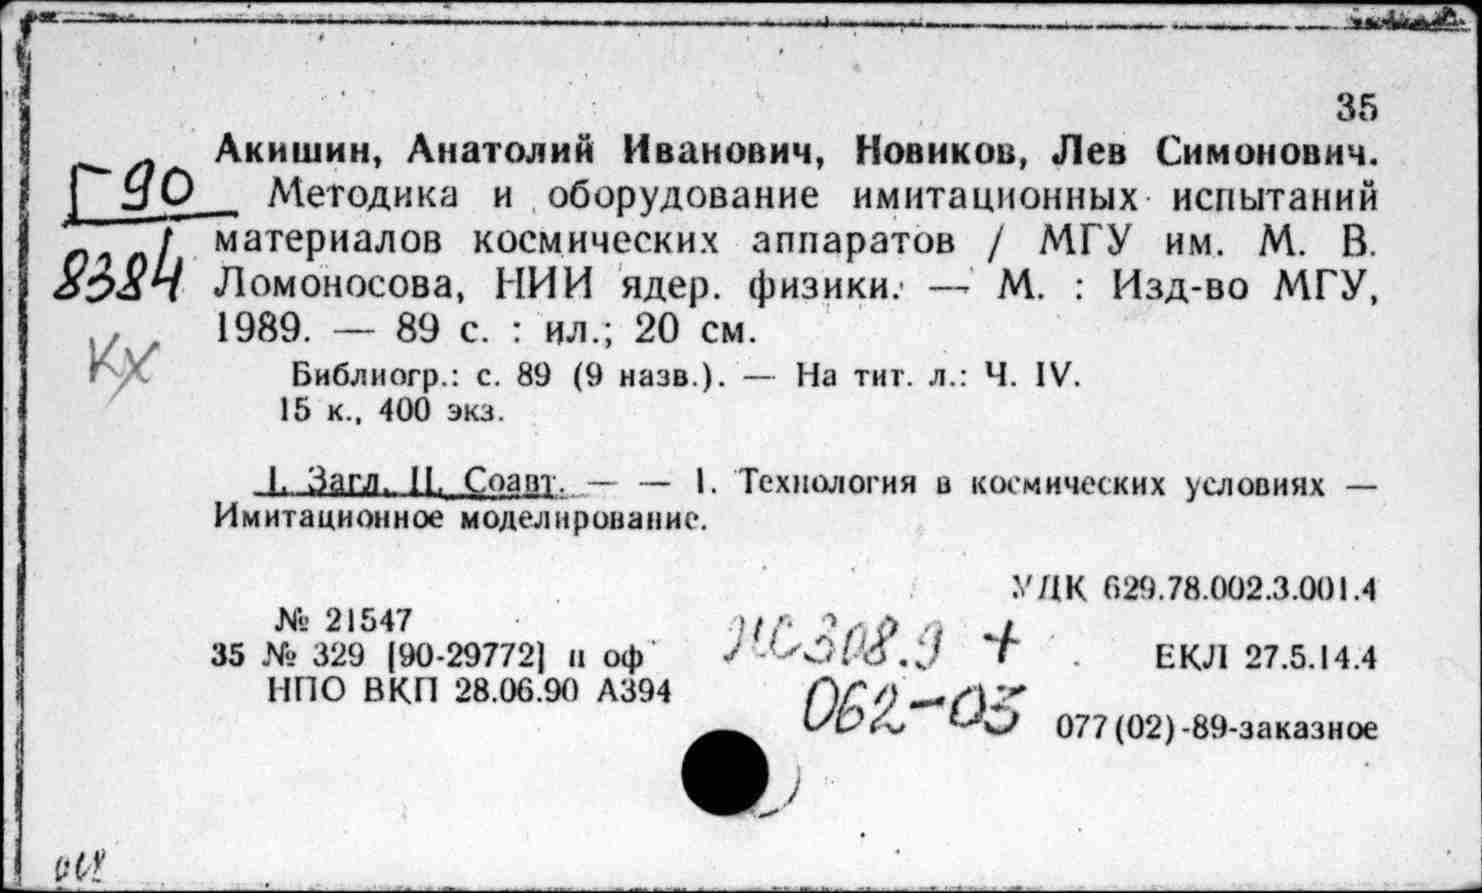 35
Акишин, Анатолий Иванович, Новиков, Лев Симонович.
Г90
Методика и оборудование имитационных испытаний
8384
материалов космических аппаратов / МГУ им. М. В.
Ломоносова, НИИ ядер. физики. — М. : Изд-во МГУ,
1989. — 89 с. : ил.; 20 см.
КХ
Библиогр.: с. 89 (9 назв.). — На тит. л.: Ч. IV.
15 к., 400 экз.
I. Загл. II. Соавт. — — 1. Технология в космических условиях —
Имитационное моделирование.
УДК 629.78.002.3.001.4
№ 21547
35 № 329 [90-29772] п оф
Ж308.9 +
ЕКЛ 27.5.14.4
НПО ВКП 28.06.90 А394
062-03
077(02)-89-заказное